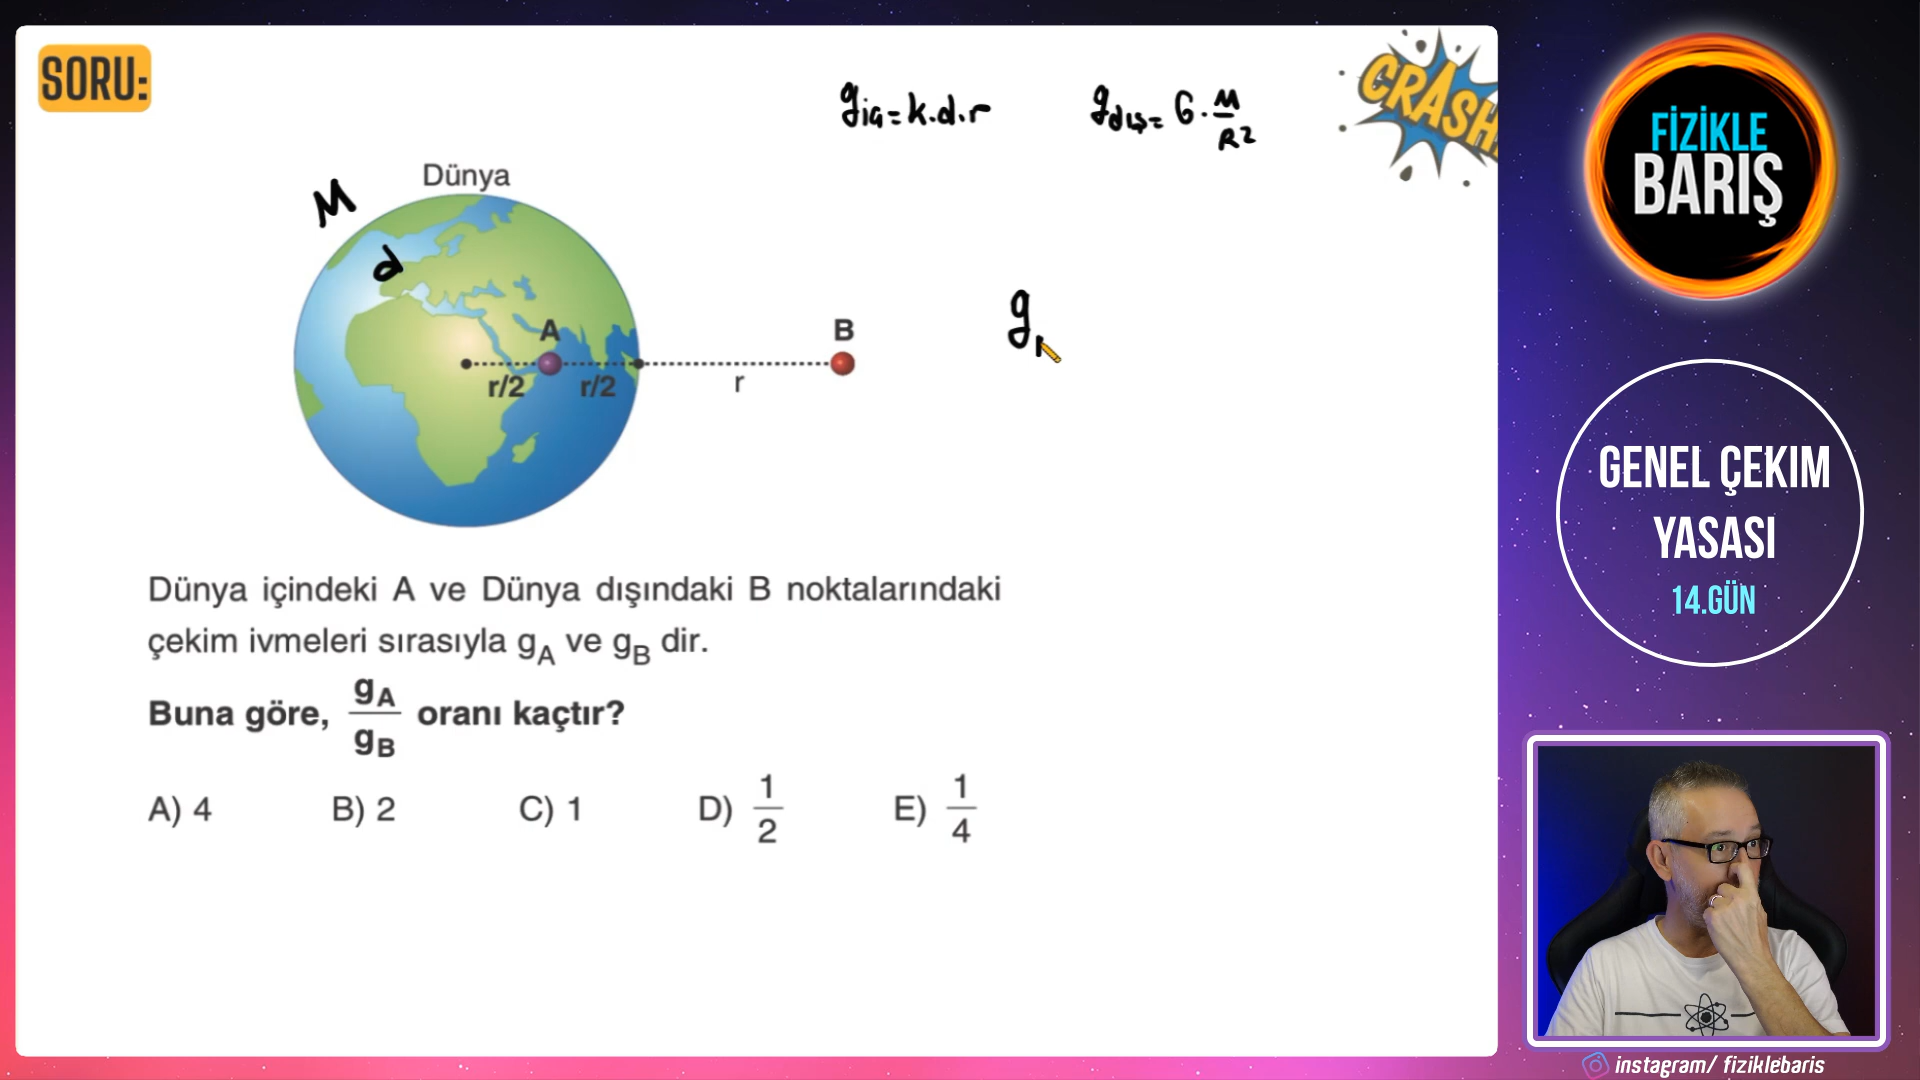 SORU:
g iç = k.d.r
g dış = G · M / R²
CRASH
FİZİKLE
BARIŞ
Dünya
M
d
A
B
r/2
r/2
r
g
GENEL ÇEKIM
YASASI
14.GÜN
Dünya içindeki A ve Dünya dışındaki B noktalarındaki
çekim ivmeleri sırasıyla gA ve gB dir.
Buna göre, gA / gB oranı kaçtır?
A) 4 B) 2 C) 1 D) 1/2 E) 1/4
instagram/ fiziklebaris